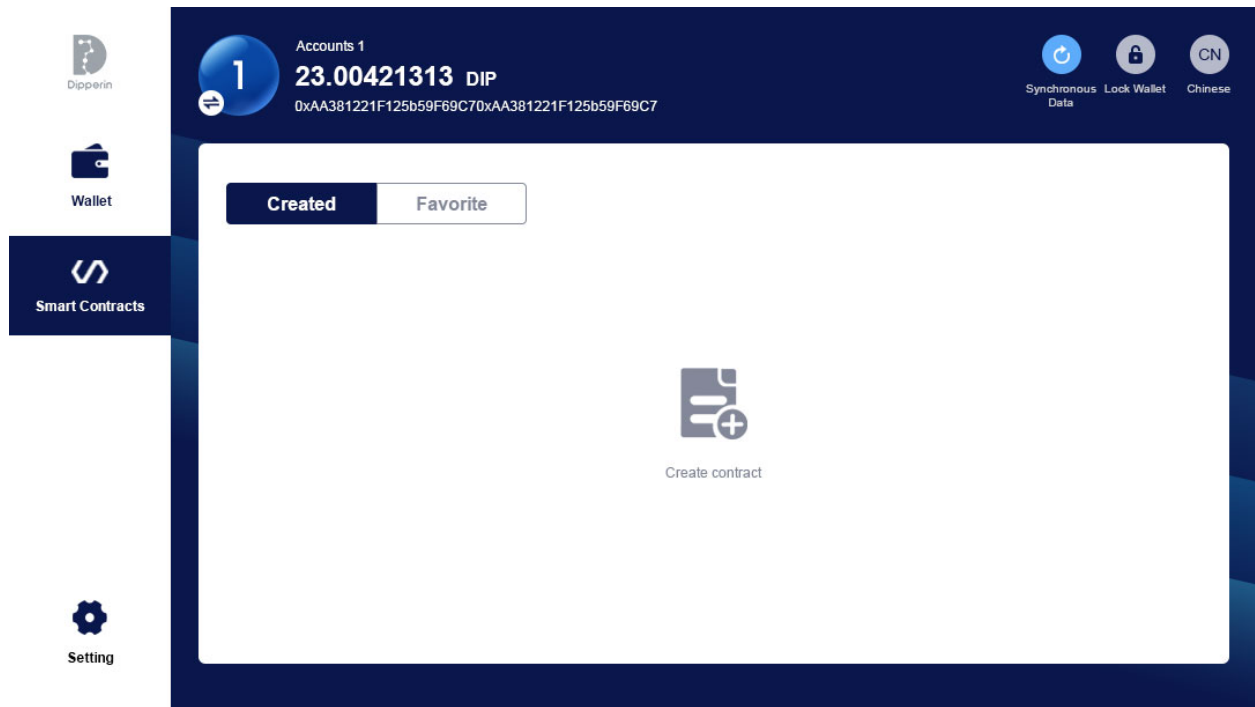 Dipperin
Wallet
Smart Contracts
Setting
1
Accounts 1
23.00421313 DIP
0xAA381221F125b59F69C70xAA381221F125b59F69C7
Synchronous
Data
Lock Wallet
CN
Chinese
Created
Favorite
Create contract